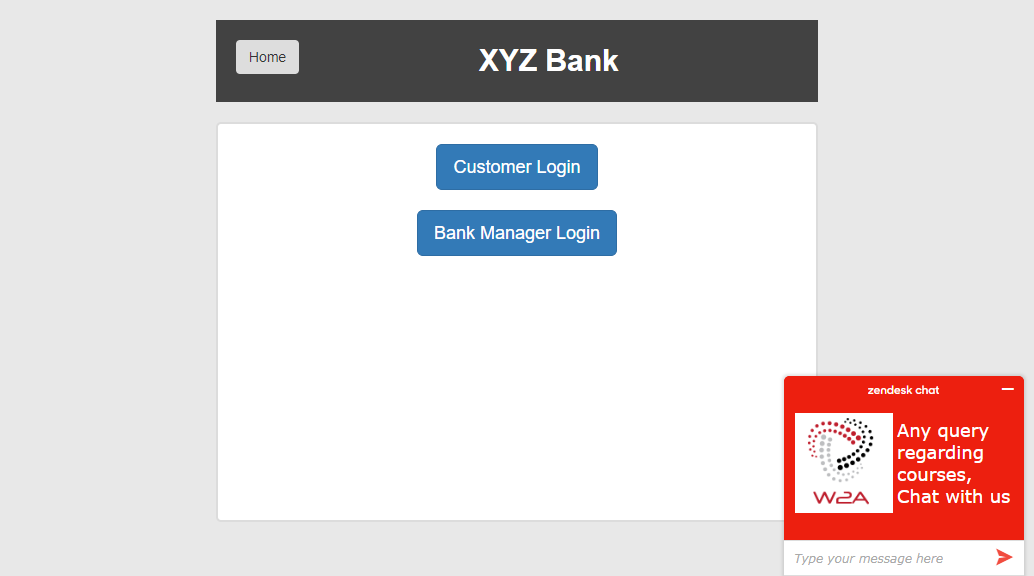 Home
XYZ Bank
Customer Login
Bank Manager Login
zendesk chat
Any query
regarding
courses,
Chat with us
W2A
Type your message here